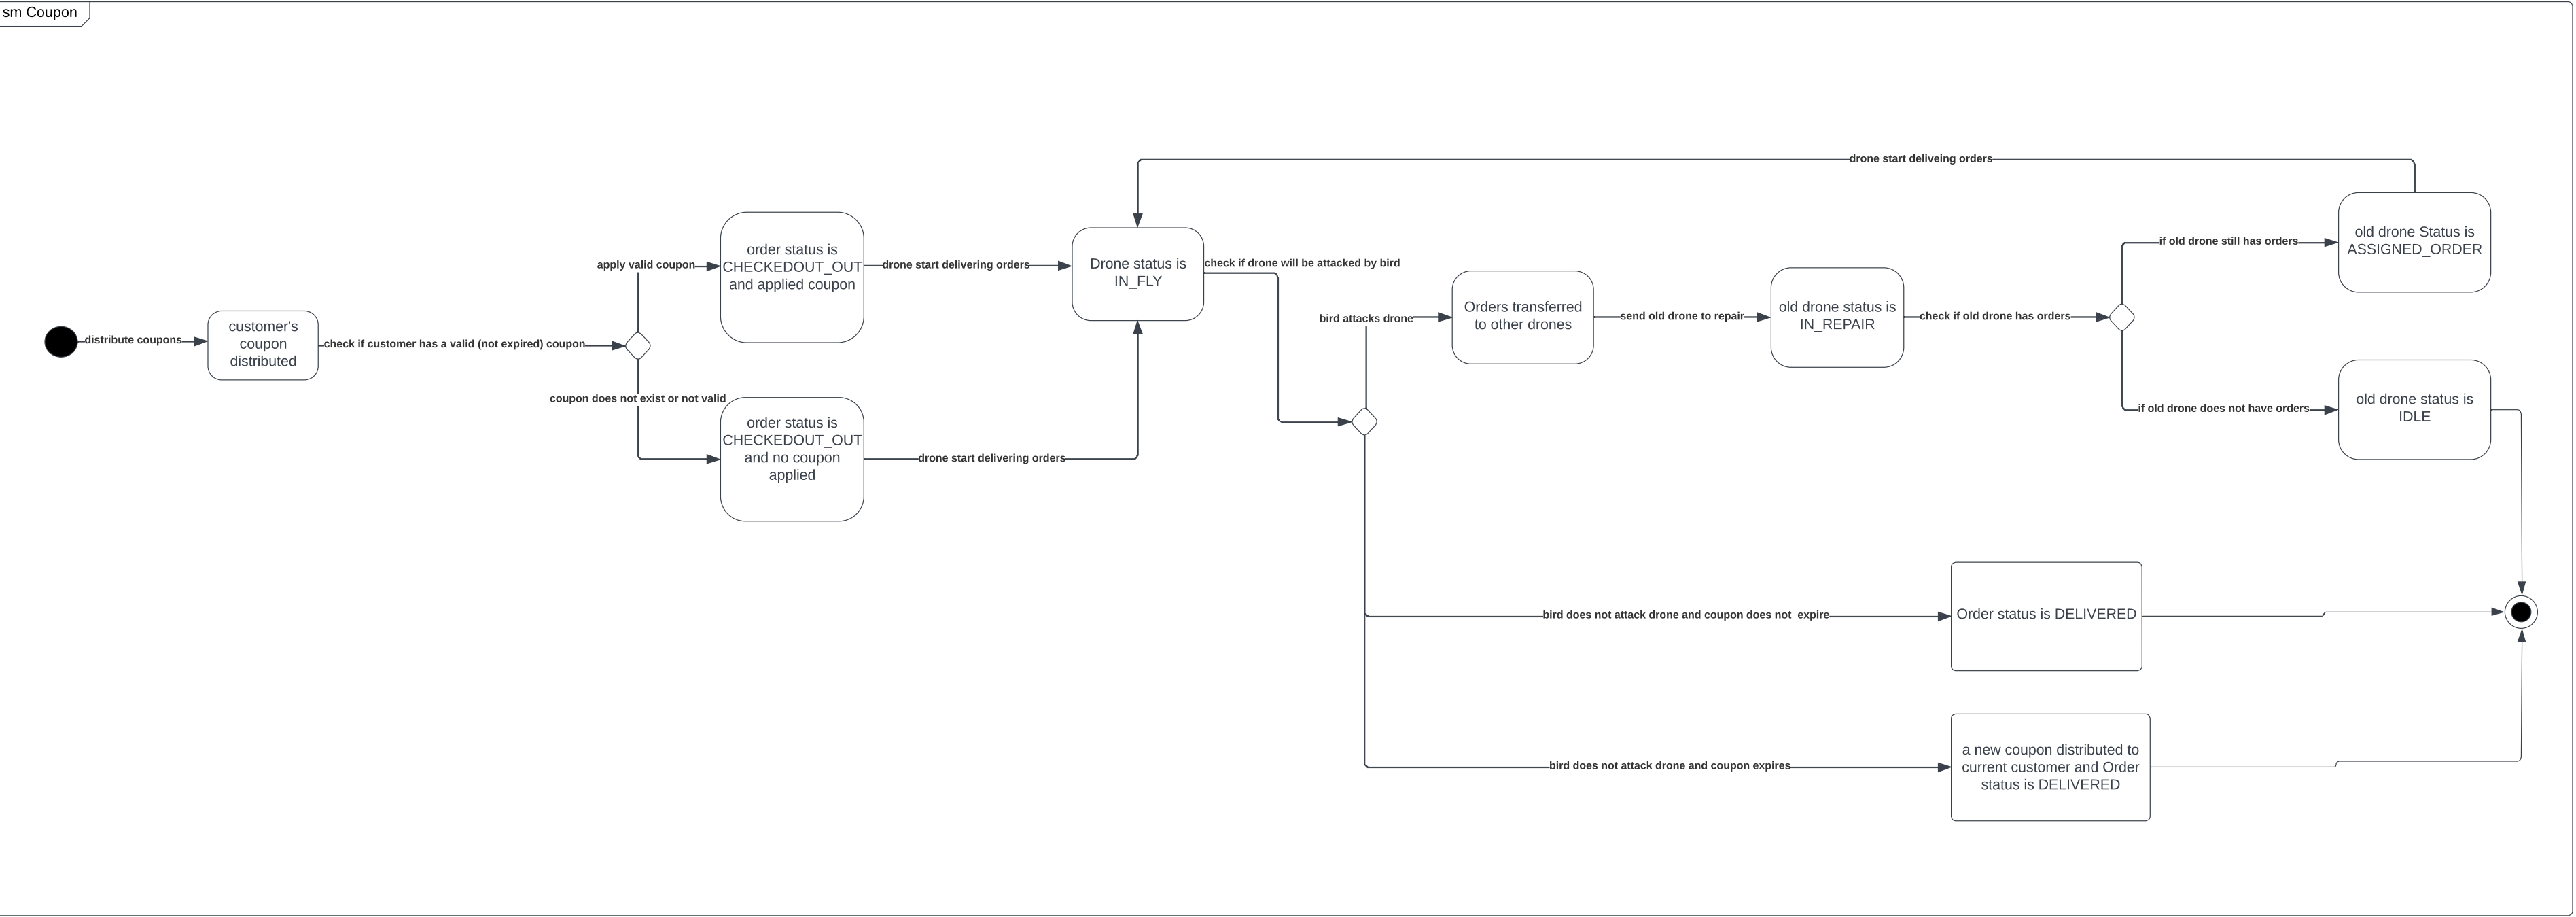 sm Coupon
distribute coupons
customer's
coupon
distributed
check if customer has a valid (not expired) coupon
apply valid coupon
coupon does not exist or not valid
order status is
CHECKEDOUT_OUT
and applied coupon
order status is
CHECKEDOUT_OUT
and no coupon
applied
drone start delivering orders
drone start delivering orders
Drone status is
IN_FLY
drone start deliveing orders
check if drone will be attacked by bird
bird attacks drone
Orders transferred
to other drones
send old drone to repair
old drone status is
IN_REPAIR
check if old drone has orders
if old drone still has orders
old drone Status is
ASSIGNED_ORDER
if old drone does not have orders
old drone status is
IDLE
bird does not attack drone and coupon does not  expire
Order status is DELIVERED
bird does not attack drone and coupon expires
a new coupon distributed to
current customer and Order
status is DELIVERED